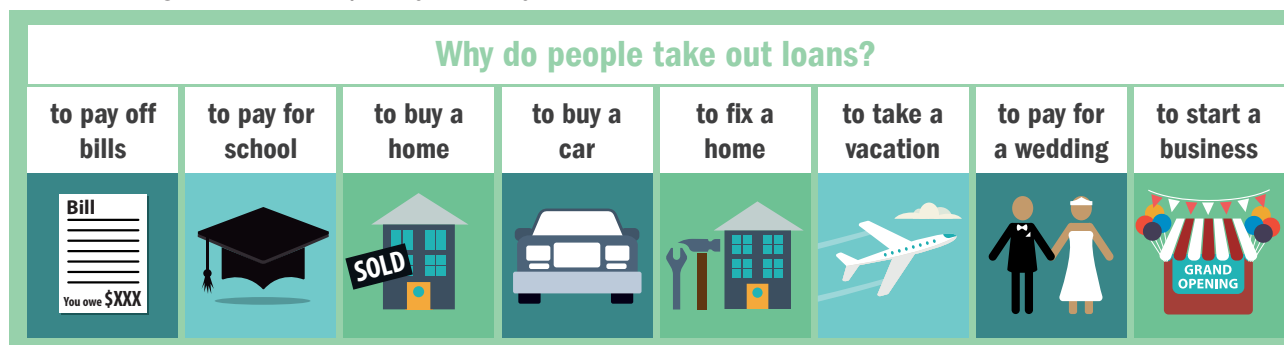 Why do people take out loans?
to pay off
bills
to pay for
school
to buy a
home
to buy a
car
to fix a
home
to take a
vacation
to pay for
a wedding
to start a
business
Bill
You owe $XXX
SOLD
GRAND
OPENING